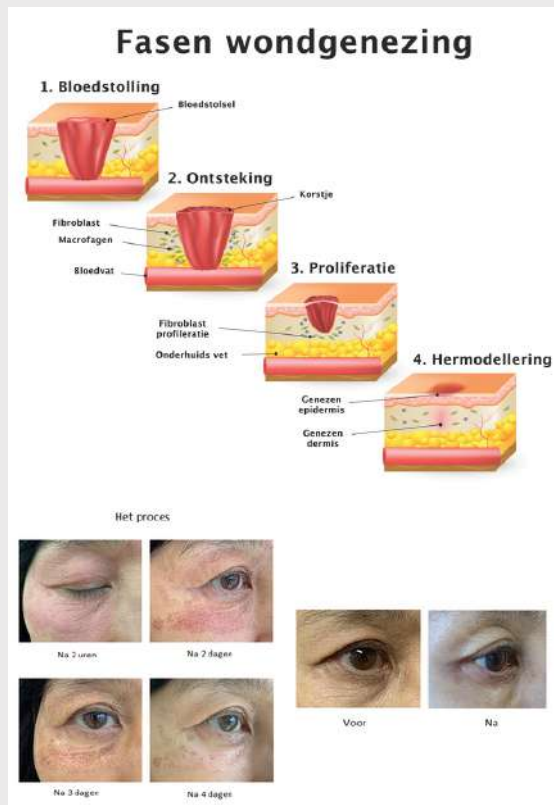 Fasen wondgenezing
1. Bloedstolling
Bloedstolsel
2. Ontsteking
Korstje
Fibroblast
Macrofagen
Bloedvat
3. Proliferatie
Fibroblast
profileratie
Onderhuids vet
4. Hermodellering
Genezen
epidermis
Genezen
dermis
Het proces
Na 2 uren
Na 2 dagen
Voor
Na
Na 3 dagen
Na 4 dagen